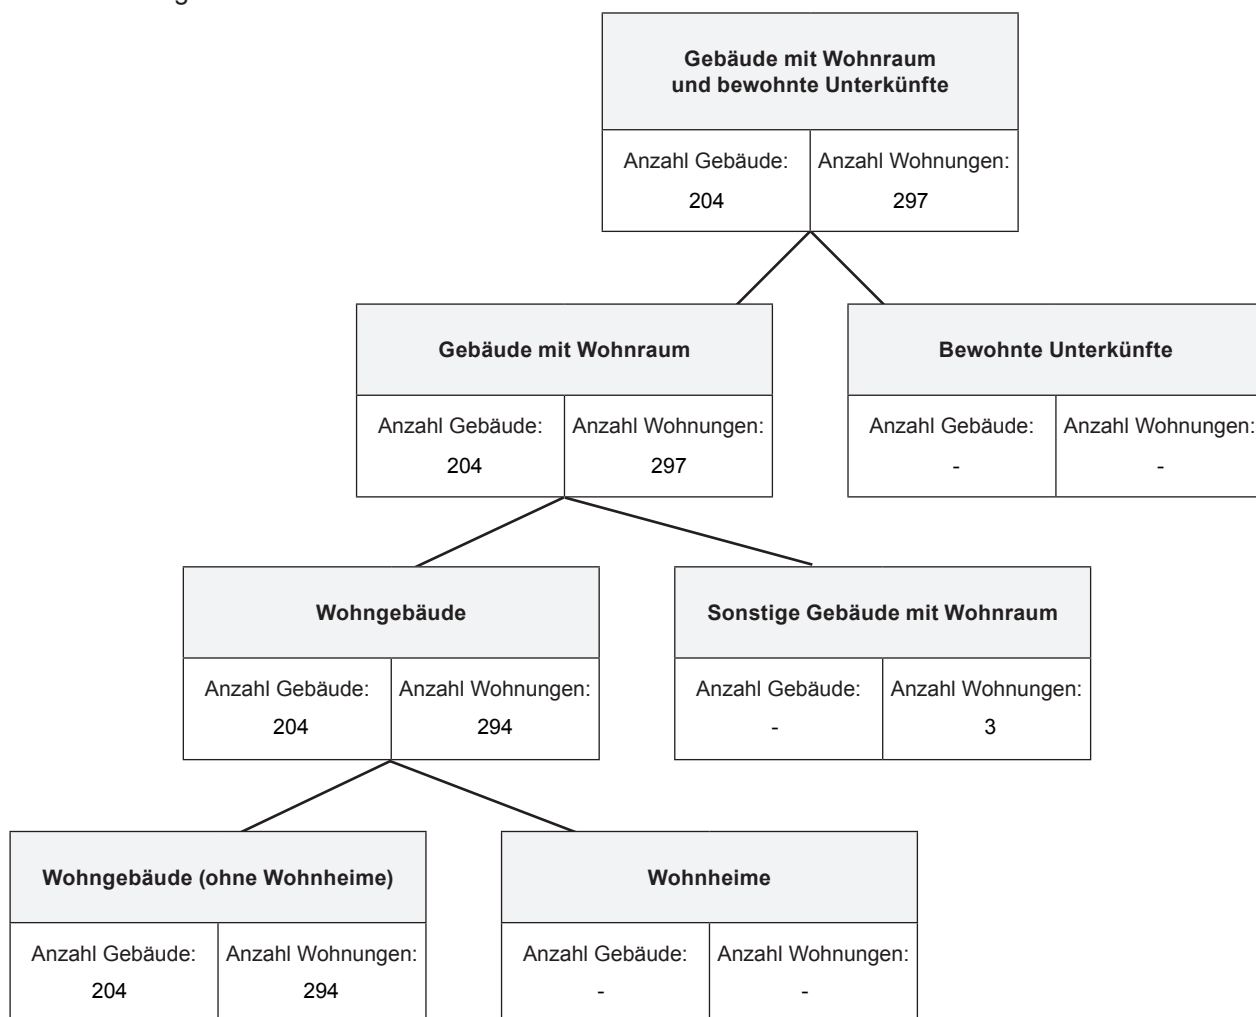 Gebäude mit Wohnraum
und bewohnte Unterkünfte
Anzahl Gebäude: Anzahl Wohnungen:
204 297
Gebäude mit Wohnraum Bewohnte Unterkünfte
Anzahl Gebäude: Anzahl Wohnungen: Anzahl Gebäude: Anzahl Wohnungen:
204 297 - -
Wohngebäude Sonstige Gebäude mit Wohnraum
Anzahl Gebäude: Anzahl Wohnungen: Anzahl Gebäude: Anzahl Wohnungen:
204 294 - 3
Wohngebäude (ohne Wohnheime) Wohnheime
Anzahl Gebäude: Anzahl Wohnungen: Anzahl Gebäude: Anzahl Wohnungen:
204 294 - -